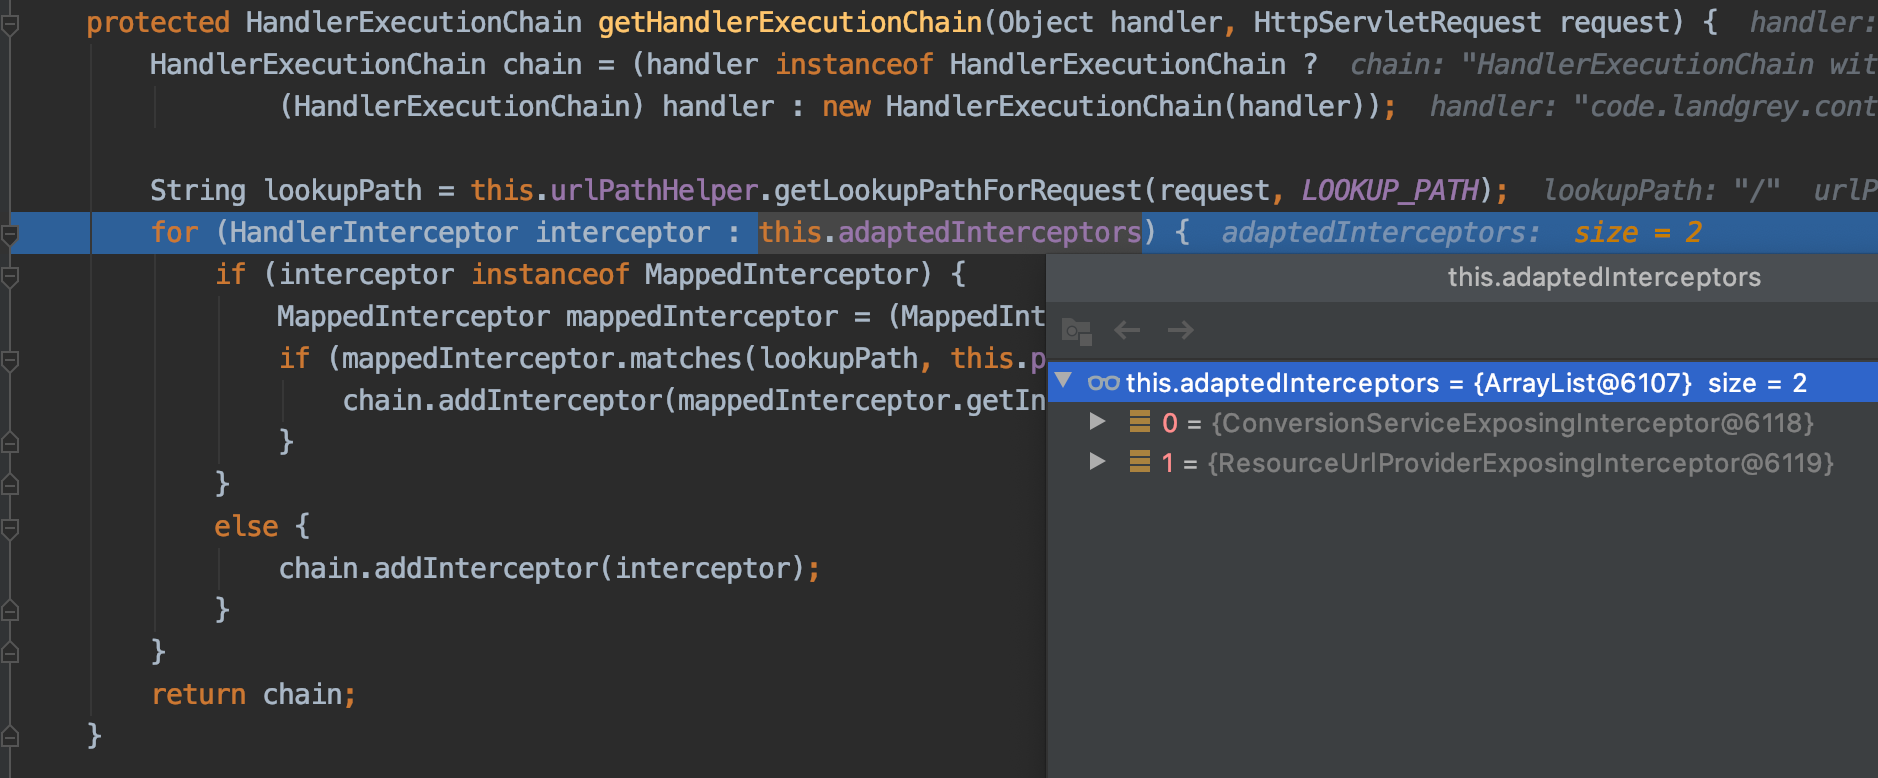 protected HandlerExecutionChain getHandlerExecutionChain(Object handler, HttpServletRequest request) { handler:
HandlerExecutionChain chain = (handler instanceof HandlerExecutionChain ? chain: "HandlerExecutionChain wit
(HandlerExecutionChain) handler : new HandlerExecutionChain(handler)); handler: "code.landgrey.cont
String lookupPath = this.urlPathHelper.getLookupPathForRequest(request, LOOKUP_PATH); lookupPath: "/" urlP
for (HandlerInterceptor interceptor : this.adaptedInterceptors) { adaptedInterceptors: size = 2
if (interceptor instanceof MappedInterceptor) {
MappedInterceptor mappedInterceptor = (MappedInt
if (mappedInterceptor.matches(lookupPath, this.p
chain.addInterceptor(mappedInterceptor.getIn
}
}
else {
chain.addInterceptor(interceptor);
}
}
return chain;
}
this.adaptedInterceptors
this.adaptedInterceptors = {ArrayList@6107} size = 2
0 = {ConversionServiceExposingInterceptor@6118}
1 = {ResourceUrlProviderExposingInterceptor@6119}